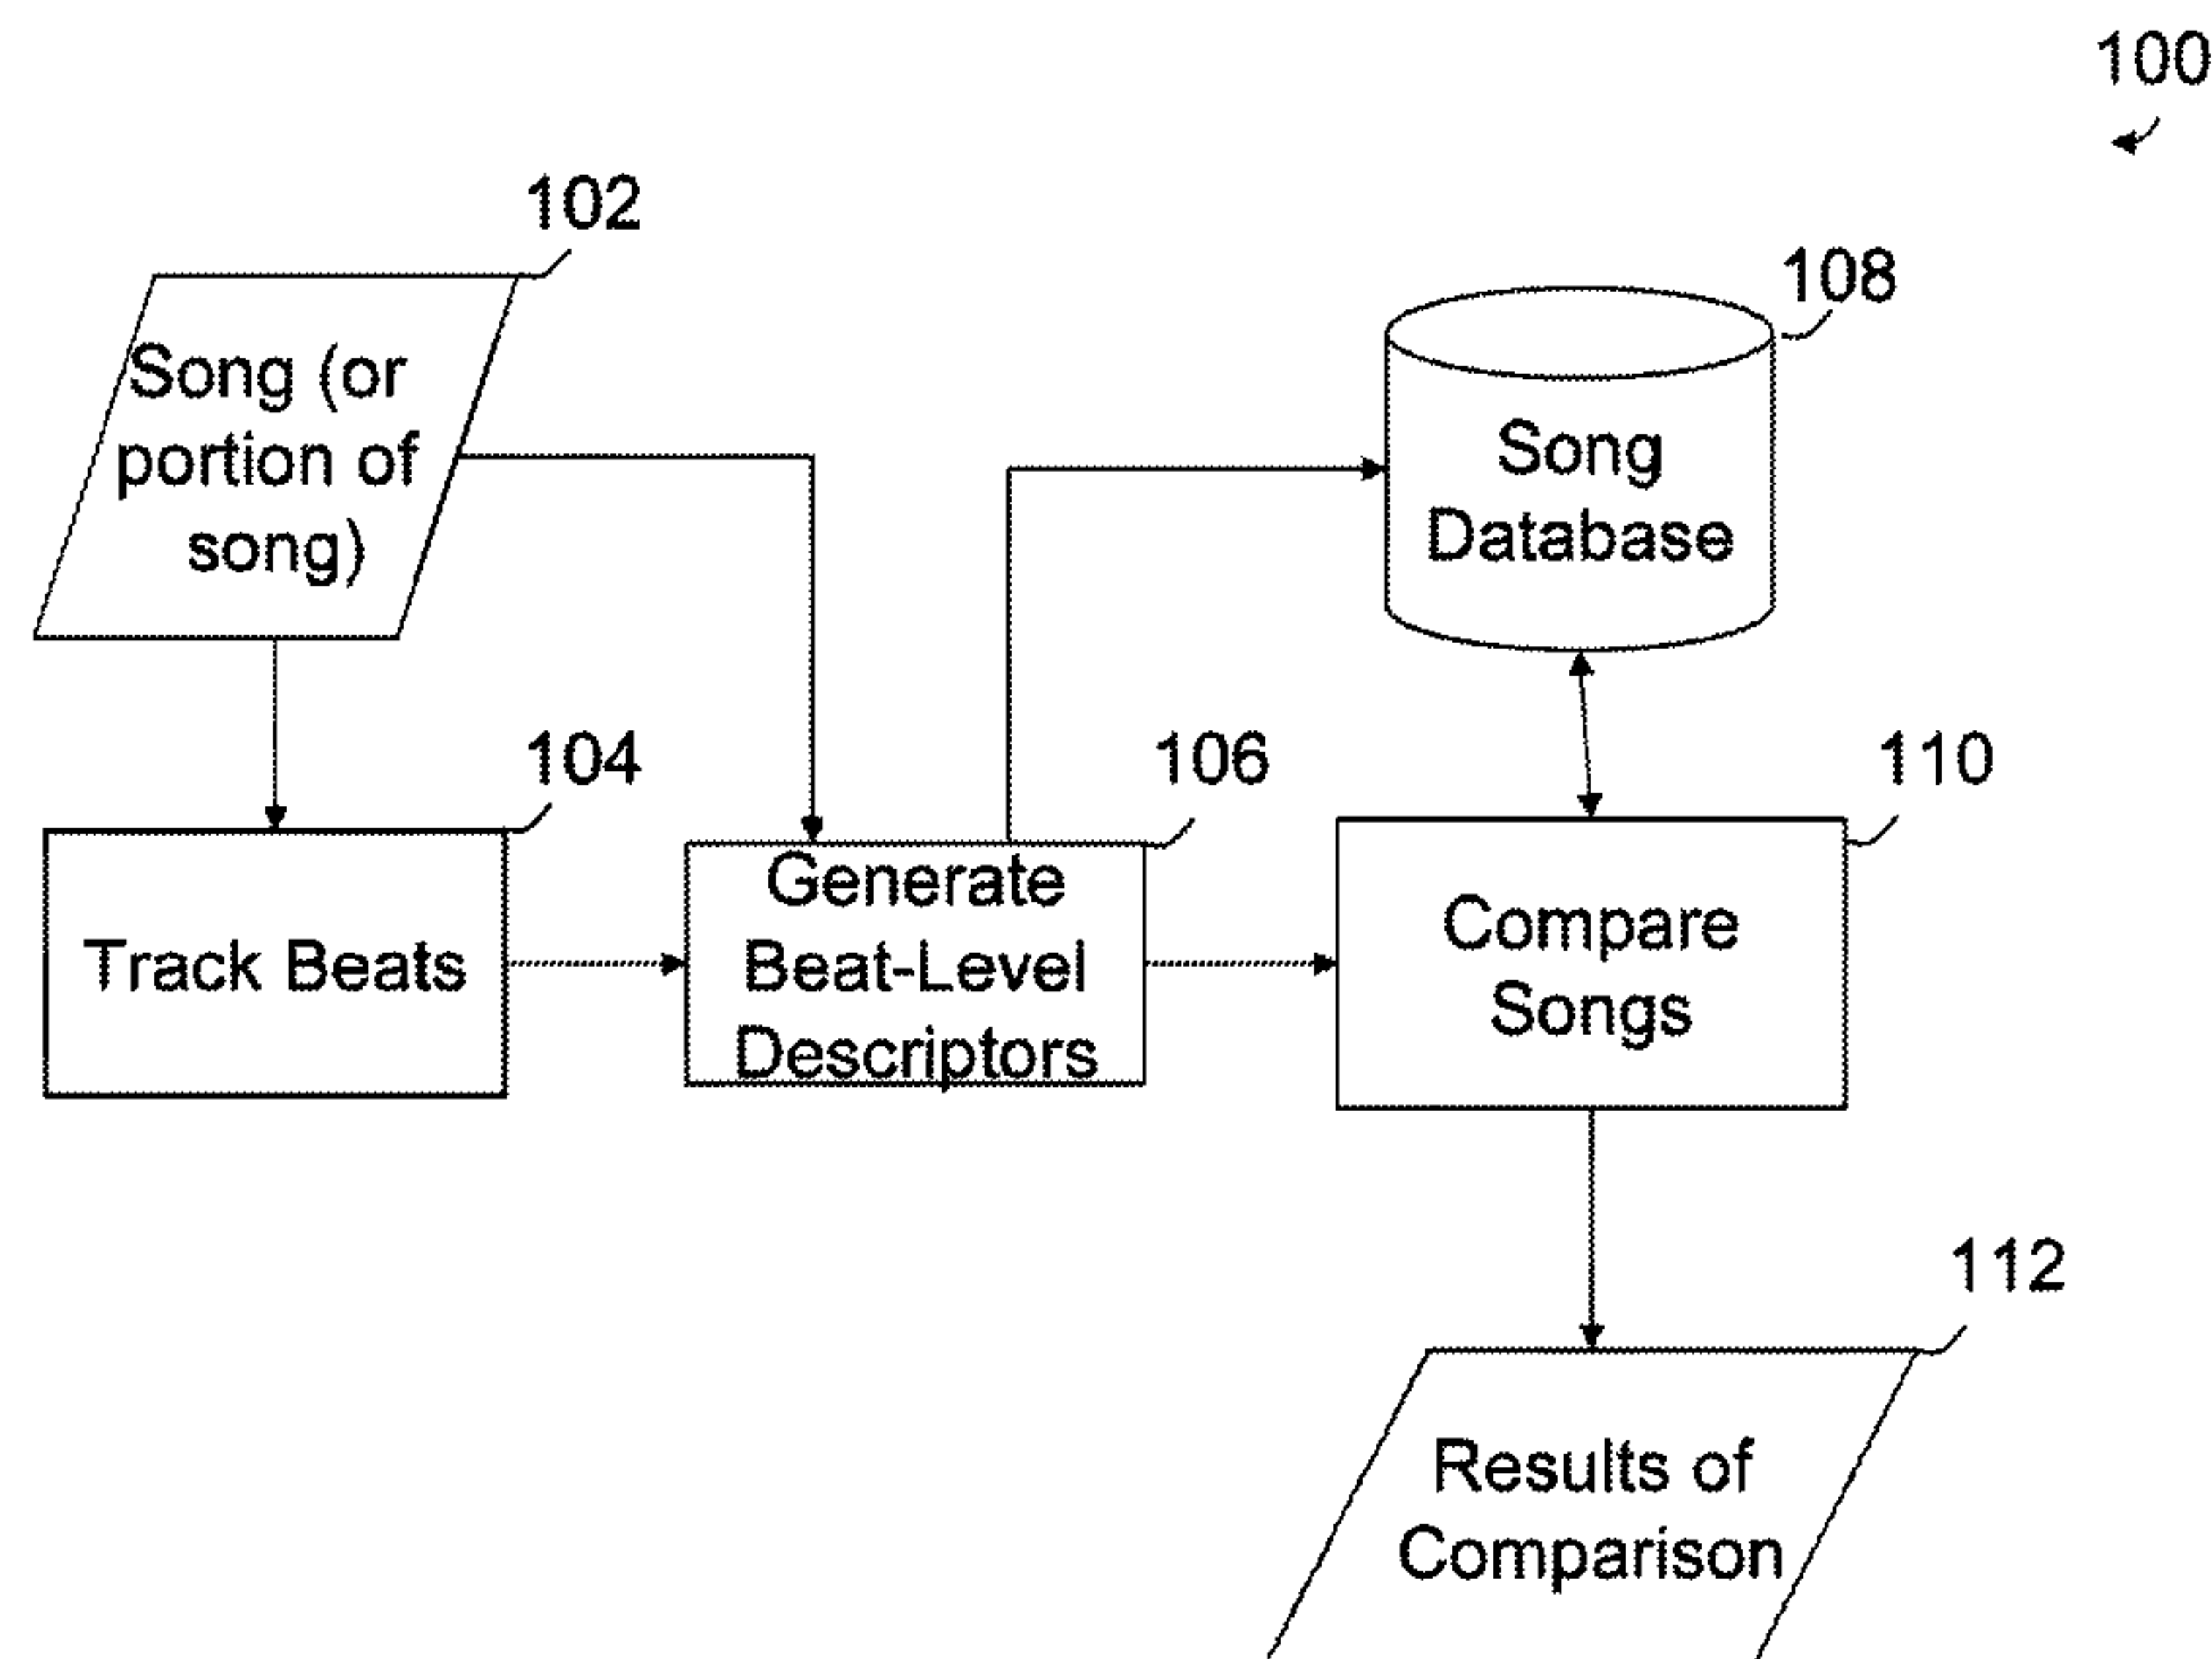 100
102
Song (or
portion of
song)
108
Song
Database
104
Track Beats
106
Generate
Beat-Level
Descriptors
110
Compare
Songs
112
Results of
Comparison